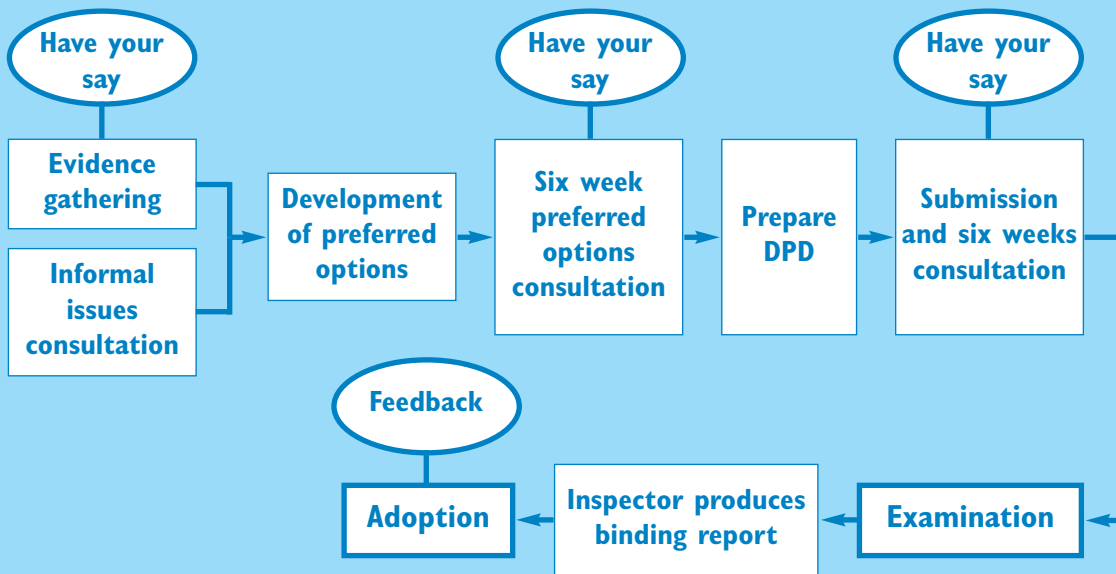 Have your
say
Have your
say
Have your
say
Evidence
gathering
Informal
issues
consultation
Development
of preferred
options
Six week
preferred
options
consultation
Prepare
DPD
Submission
and six weeks
consultation
Feedback
Adoption
Inspector produces
binding report
Examination